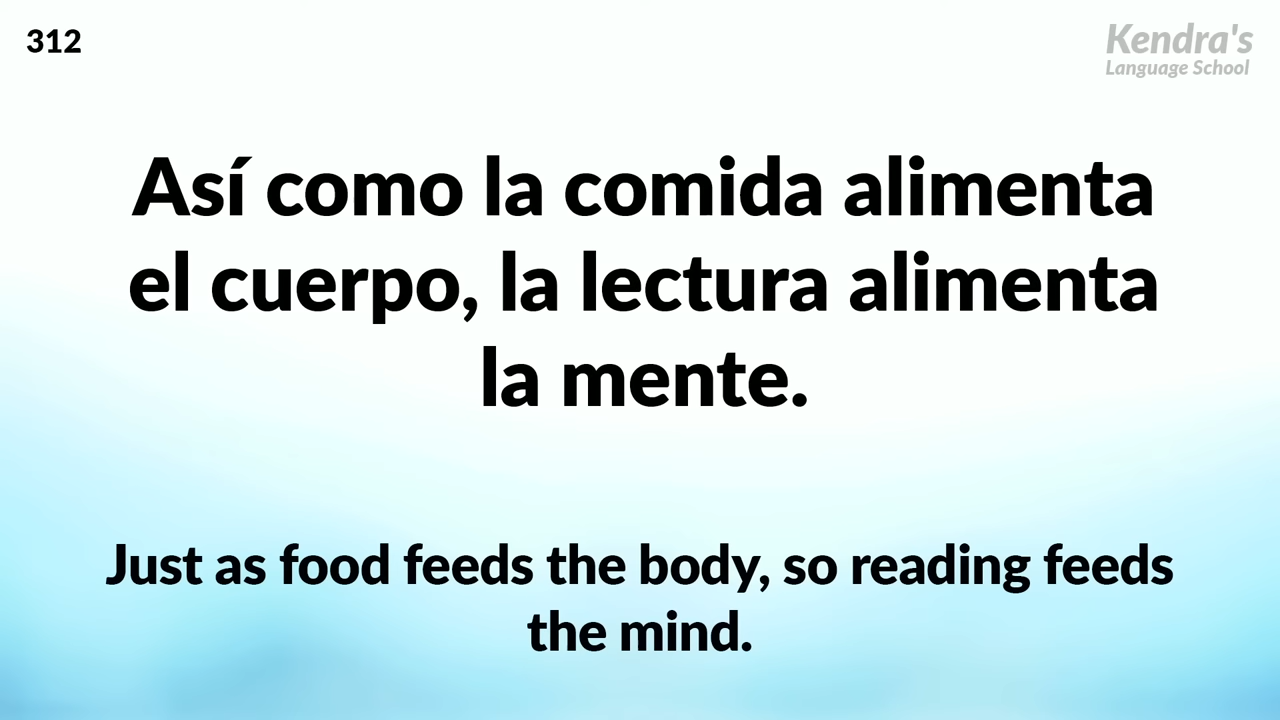 312
Kendra's
Language School
Así como la comida alimenta
el cuerpo, la lectura alimenta
la mente.
Just as food feeds the body, so reading feeds
the mind.